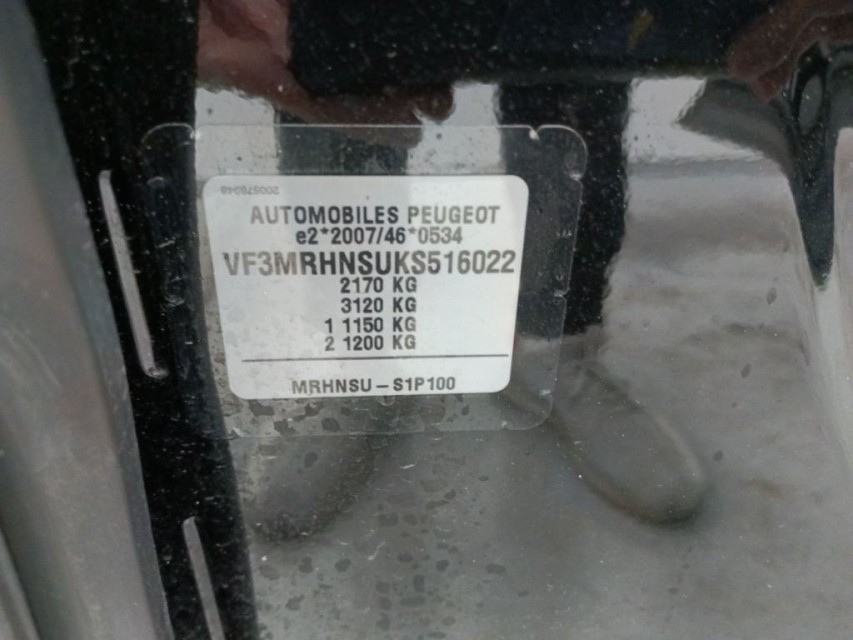 AUTOMOBILES PEUGEOT
e2*2007/46*0534
VF3MRHNSUKS516022
2170 KG
3120 KG
1 1150 KG
2 1200 KG
MRHNSU-S1P100